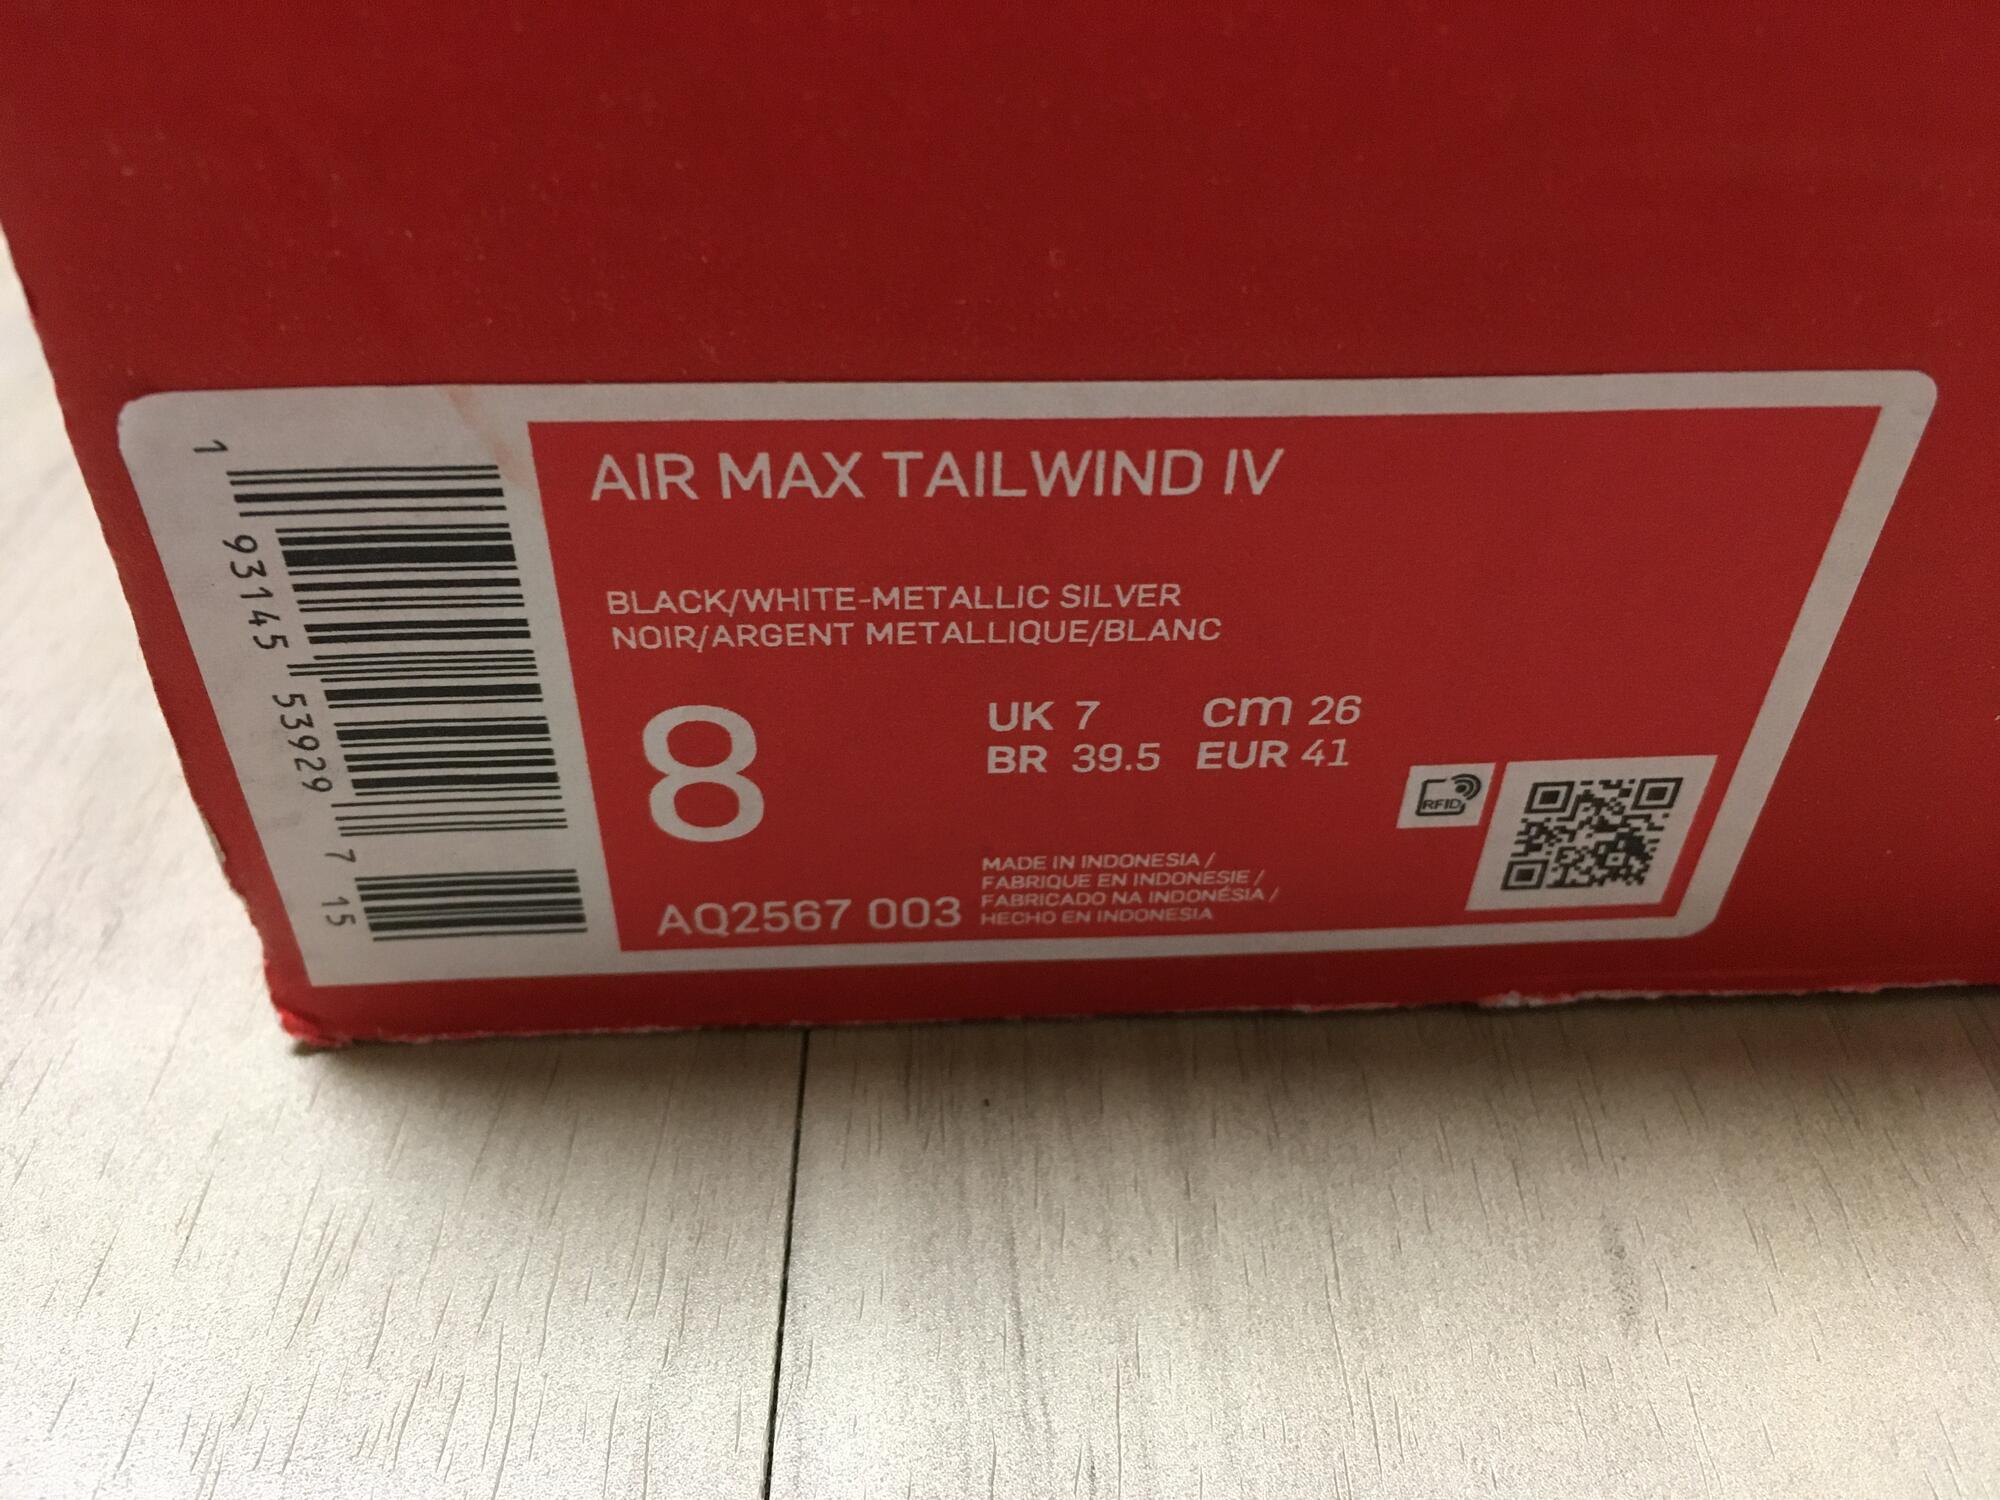 AIR MAX TAILWIND IV
BLACK/WHITE-METALLIC SILVER
NOIR/ARGENT METALLIQUE/BLANC
8
UK 7 cm 26
BR 39.5 EUR 41
AQ2567 003
MADE IN INDONESIA /
FABRIQUE EN INDONESIE /
FABRICADO NA INDONÉSIA /
HECHO EN INDONESIA
RFID
1 93145 53929 7 15